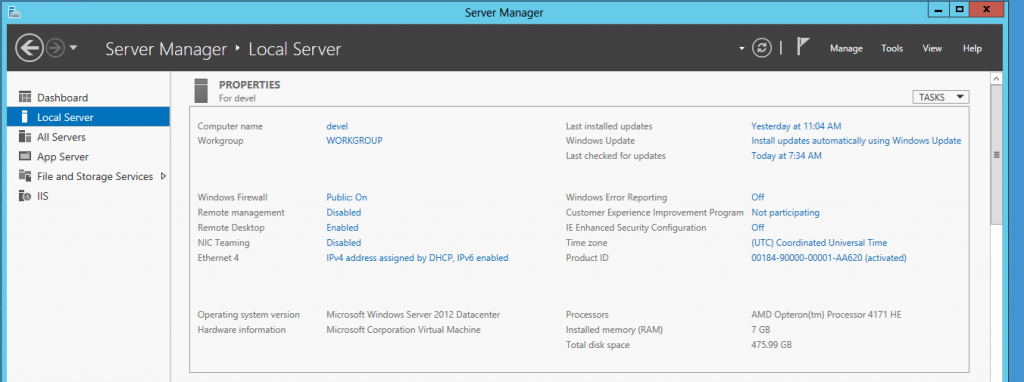 Server Manager
Server Manager • Local Server
Manage Tools View Help
Dashboard
Local Server
All Servers
App Server
File and Storage Services
IIS
PROPERTIES
For devel
TASKS
Computer name devel
Workgroup WORKGROUP
Last installed updates Yesterday at 11:04 AM
Windows Update Install updates automatically using Windows Update
Last checked for updates Today at 7:34 AM
Windows Firewall Public: On
Remote management Disabled
Remote Desktop Enabled
NIC Teaming Disabled
Ethernet 4 IPv4 address assigned by DHCP, IPv6 enabled
Windows Error Reporting Off
Customer Experience Improvement Program Not participating
IE Enhanced Security Configuration Off
Time zone (UTC) Coordinated Universal Time
Product ID 00184-90000-00001-AA620 (activated)
Operating system version Microsoft Windows Server 2012 Datacenter
Hardware information Microsoft Corporation Virtual Machine
Processors AMD Opteron(tm) Processor 4171 HE
Installed memory (RAM) 7 GB
Total disk space 475.99 GB